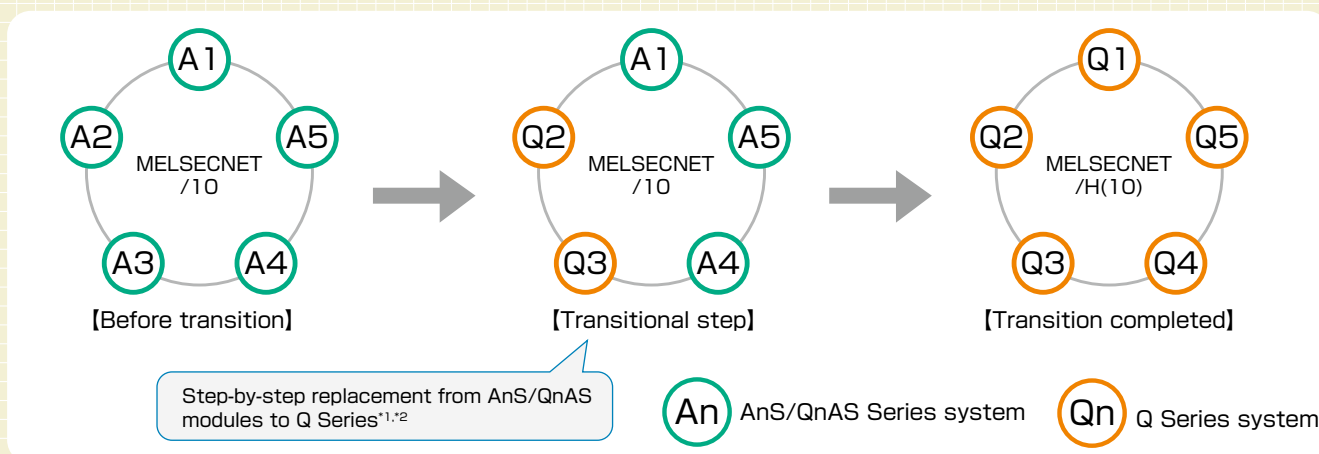 A1
A2
A5
MELSECNET
/10
A3
A4
【Before transition】
A1
Q2
A5
MELSECNET
/10
Q3
A4
【Transitional step】
Q1
Q2
Q5
MELSECNET
/H(10)
Q3
Q4
【Transition completed】
Step-by-step replacement from AnS/QnAS
modules to Q Series*1,*2
An
AnS/QnAS Series system
Qn
Q Series system